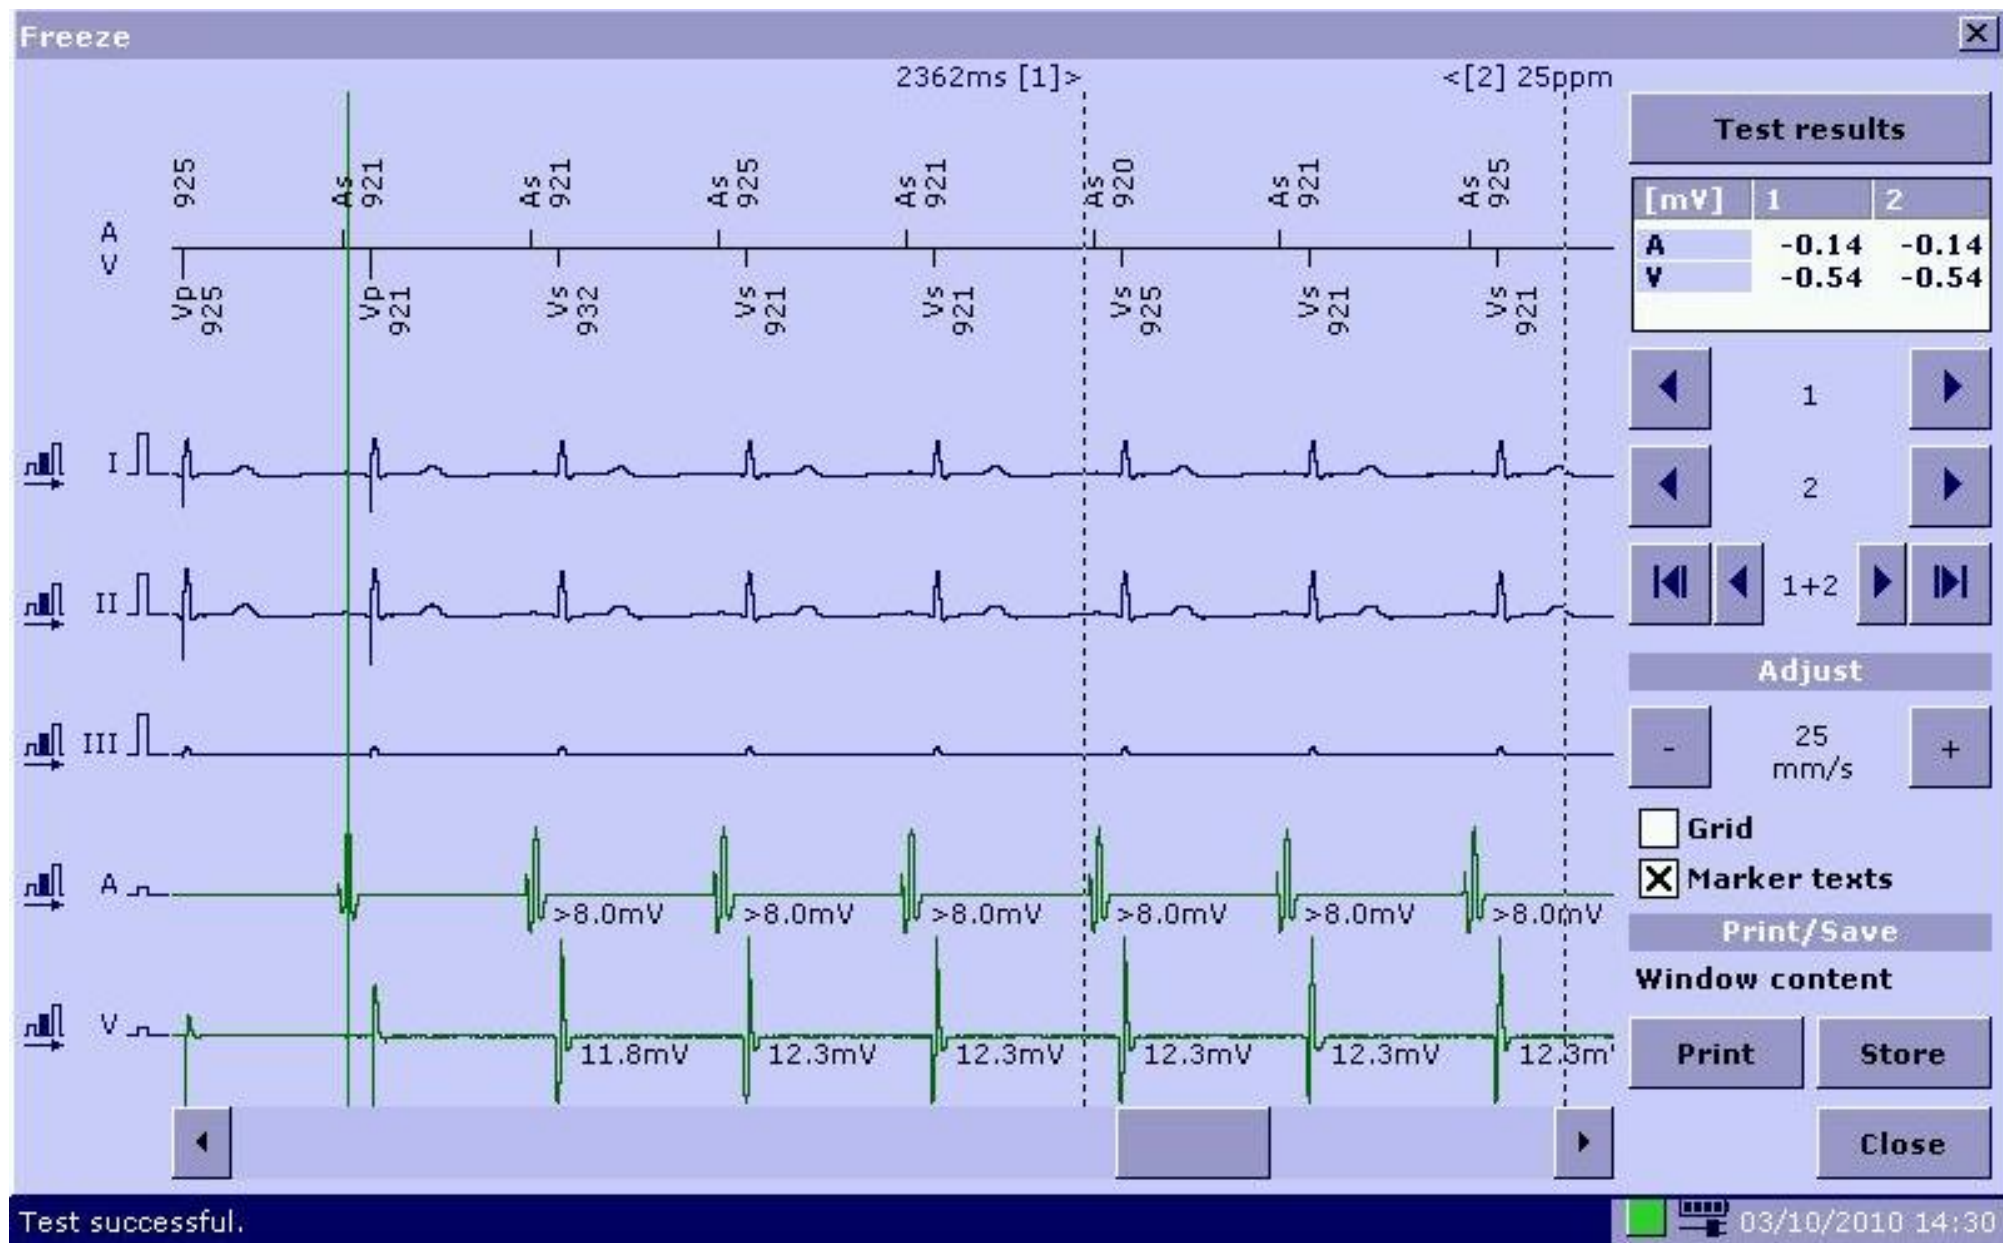 Freeze
2362ms [1]>
<[2] 25ppm
925 As 921 As 921 As 925 As 921 As 920 As 921 As 925
A
V
Vp 925 Vp 921 Vs 932 Vs 921 Vs 921 Vs 925 Vs 921 Vs 921
I
II
III
A
>8.0mV >8.0mV >8.0mV >8.0mV >8.0mV >8.0mV
V
11.8mV 12.3mV 12.3mV 12.3mV 12.3mV 12.3m
Test results
[mV] 1 2
A -0.14 -0.14
V -0.54 -0.54
1
2
1+2
Adjust
- 25 +
mm/s
Grid
Marker texts
Print/Save
Window content
Print Store
Close
Test successful.
03/10/2010 14:30